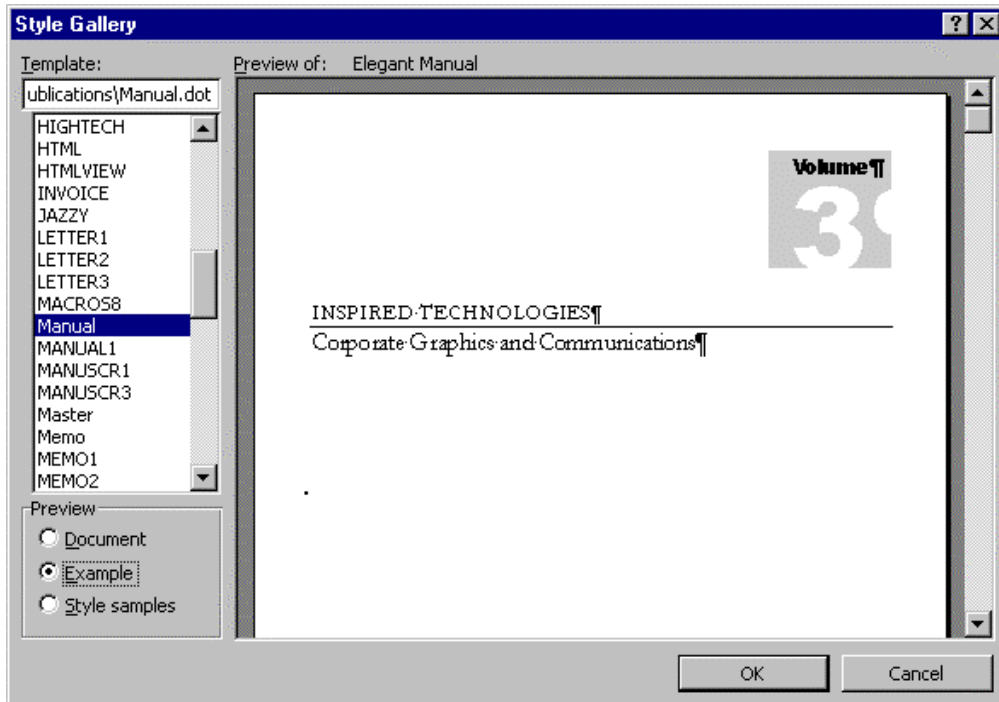 Style Gallery
Template:
ublications\Manual.dot
HIGHTECH
HTML
HTMLVIEW
INVOICE
JAZZY
LETTER1
LETTER2
LETTER3
MACROS8
Manual
MANUAL1
MANUSCR1
MANUSCR3
Master
Memo
MEMO1
MEMO2
Preview
Document
Example
Style samples
Preview of: Elegant Manual
Volume¶
3
INSPIRED·TECHNOLOGIES¶
Corporate·Graphics·and·Communications¶
OK Cancel